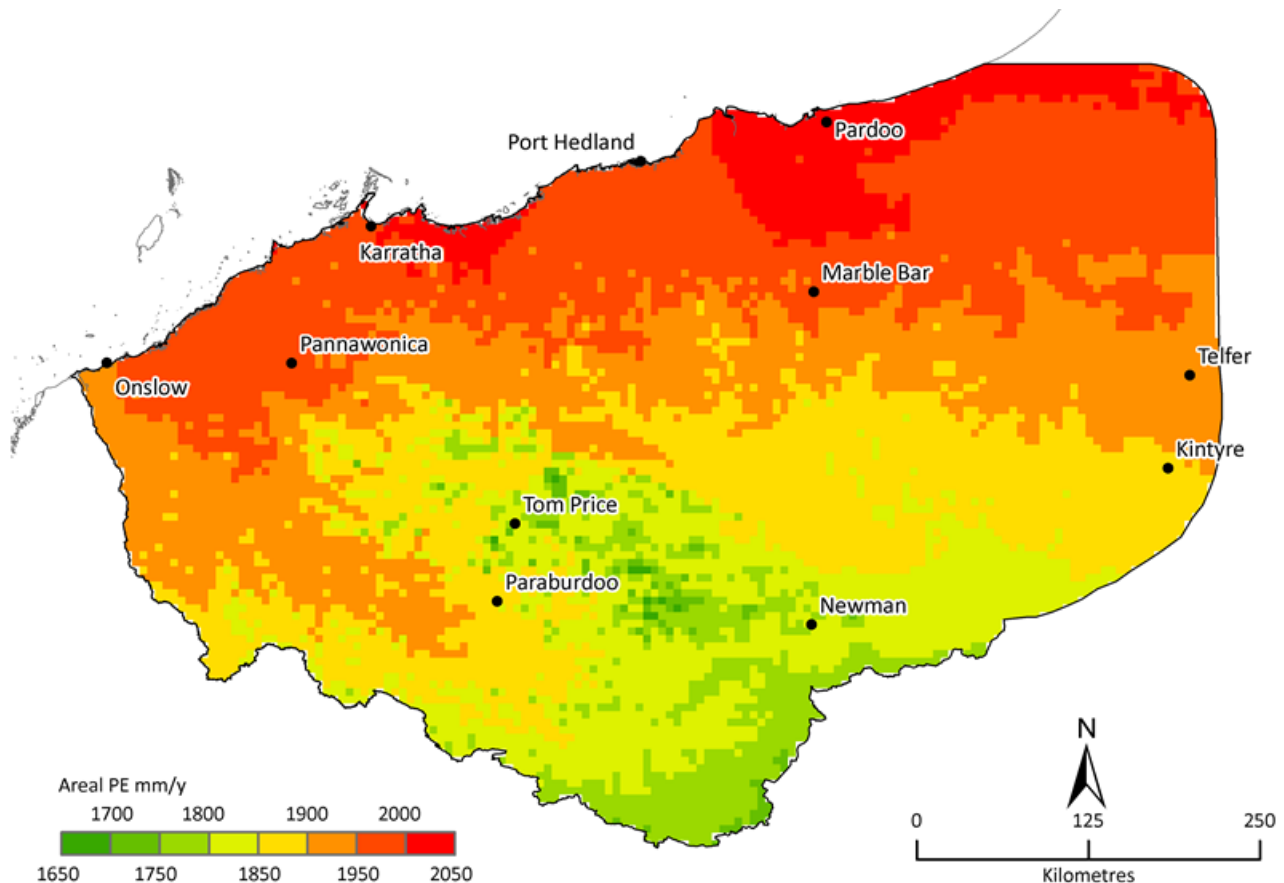 Pardoo
Port Hedland
Karratha
Marble Bar
Pannawonica
Telfer
Onslow
Kintyre
Tom Price
Paraburdoo
Newman
N
Areal PE mm/y
1700 1800 1900 2000
1650 1750 1850 1950 2050
0 125 250
Kilometres